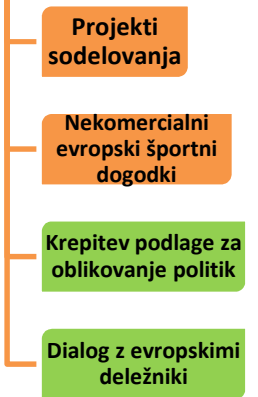 Projekti
sodelovanja
Nekomercialni
evropski športni
dogodki
Krepitev podlage za
oblikovanje politik
Dialog z evropskimi
deležniki